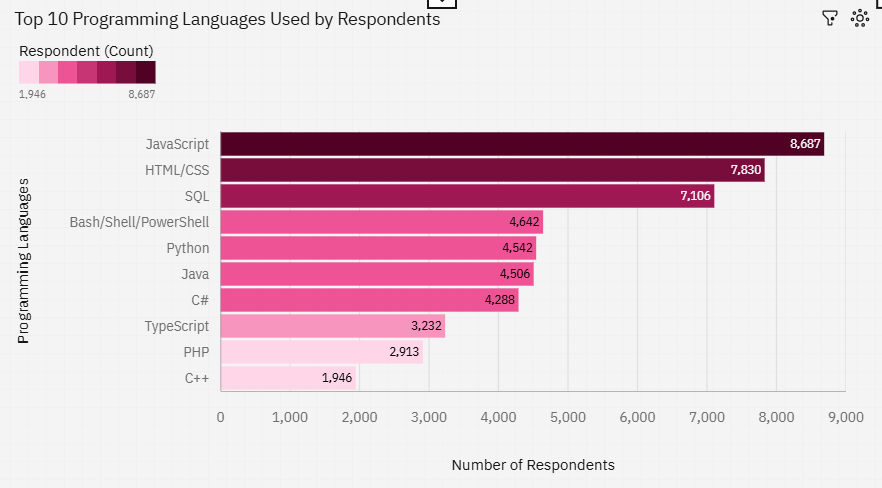 Top 10 Programming Languages Used by Respondents
Respondent (Count)
1,946 8,687
Programming Languages
JavaScript 8,687
HTML/CSS 7,830
SQL 7,106
Bash/Shell/PowerShell 4,642
Python 4,542
Java 4,506
C# 4,288
TypeScript 3,232
PHP 2,913
C++ 1,946
0 1,000 2,000 3,000 4,000 5,000 6,000 7,000 8,000 9,000
Number of Respondents